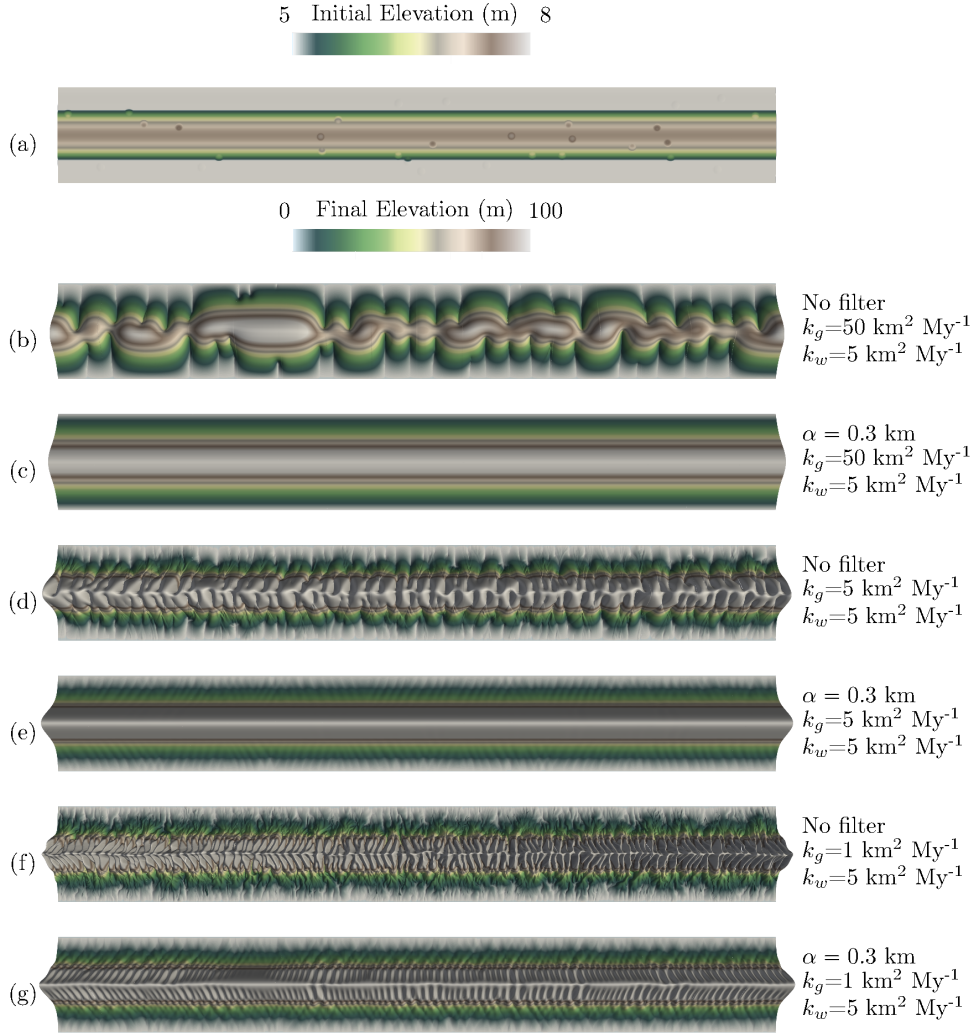 5 Initial Elevation (m) 8
(a)
0 Final Elevation (m) 100
(b)
No filter
k_g=50 km² My⁻¹
k_w=5 km² My⁻¹
(c)
α = 0.3 km
k_g=50 km² My⁻¹
k_w=5 km² My⁻¹
(d)
No filter
k_g=5 km² My⁻¹
k_w=5 km² My⁻¹
(e)
α = 0.3 km
k_g=5 km² My⁻¹
k_w=5 km² My⁻¹
(f)
No filter
k_g=1 km² My⁻¹
k_w=5 km² My⁻¹
(g)
α = 0.3 km
k_g=1 km² My⁻¹
k_w=5 km² My⁻¹